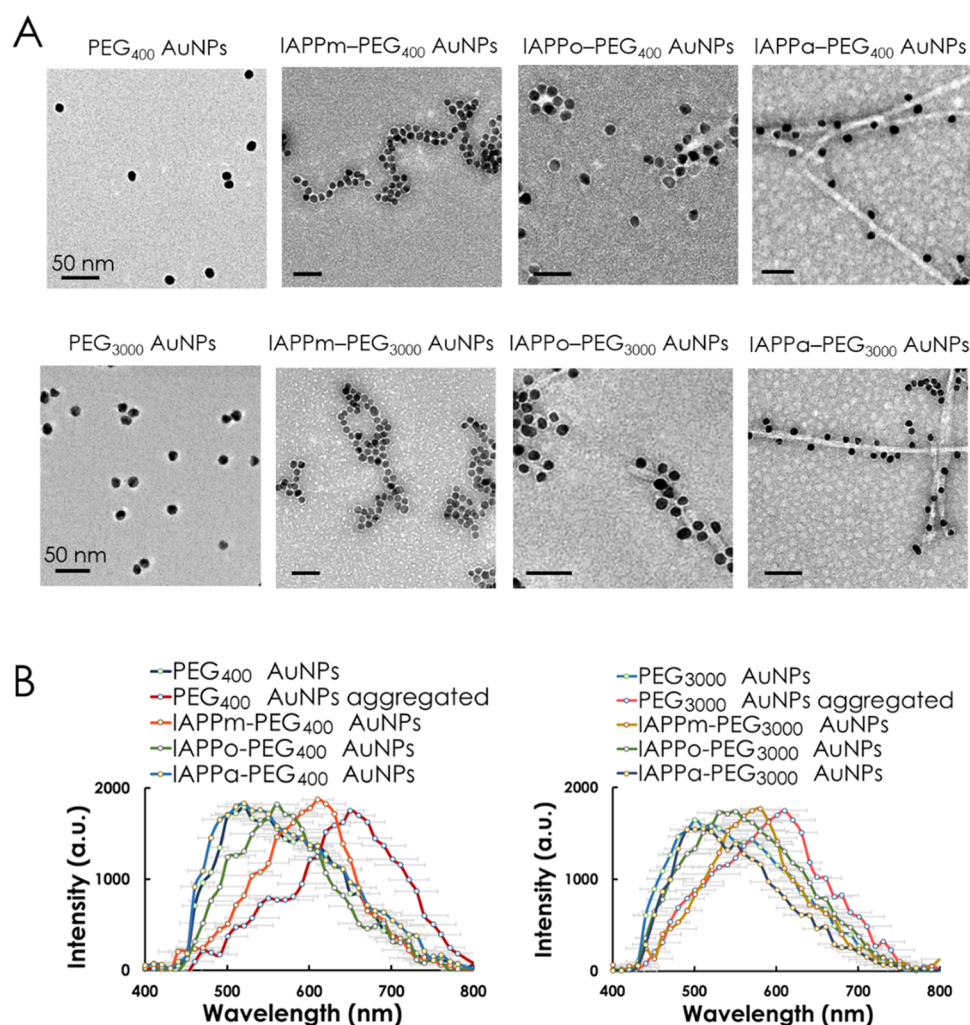 A
PEG400 AuNPs
IAPPm–PEG400 AuNPs
IAPPo–PEG400 AuNPs
IAPPa–PEG400 AuNPs
50 nm
PEG3000 AuNPs
IAPPm–PEG3000 AuNPs
IAPPo–PEG3000 AuNPs
IAPPa–PEG3000 AuNPs
50 nm
B
PEG400 AuNPs
PEG400 AuNPs aggregated
IAPPm-PEG400 AuNPs
IAPPo-PEG400 AuNPs
IAPPa-PEG400 AuNPs
2000
1000
0
Intensity (a.u.)
400 500 600 700 800
Wavelength (nm)
PEG3000 AuNPs
PEG3000 AuNPs aggregated
IAPPm-PEG3000 AuNPs
IAPPo-PEG3000 AuNPs
IAPPa-PEG3000 AuNPs
2000
1000
0
Intensity (a.u.)
400 500 600 700 800
Wavelength (nm)